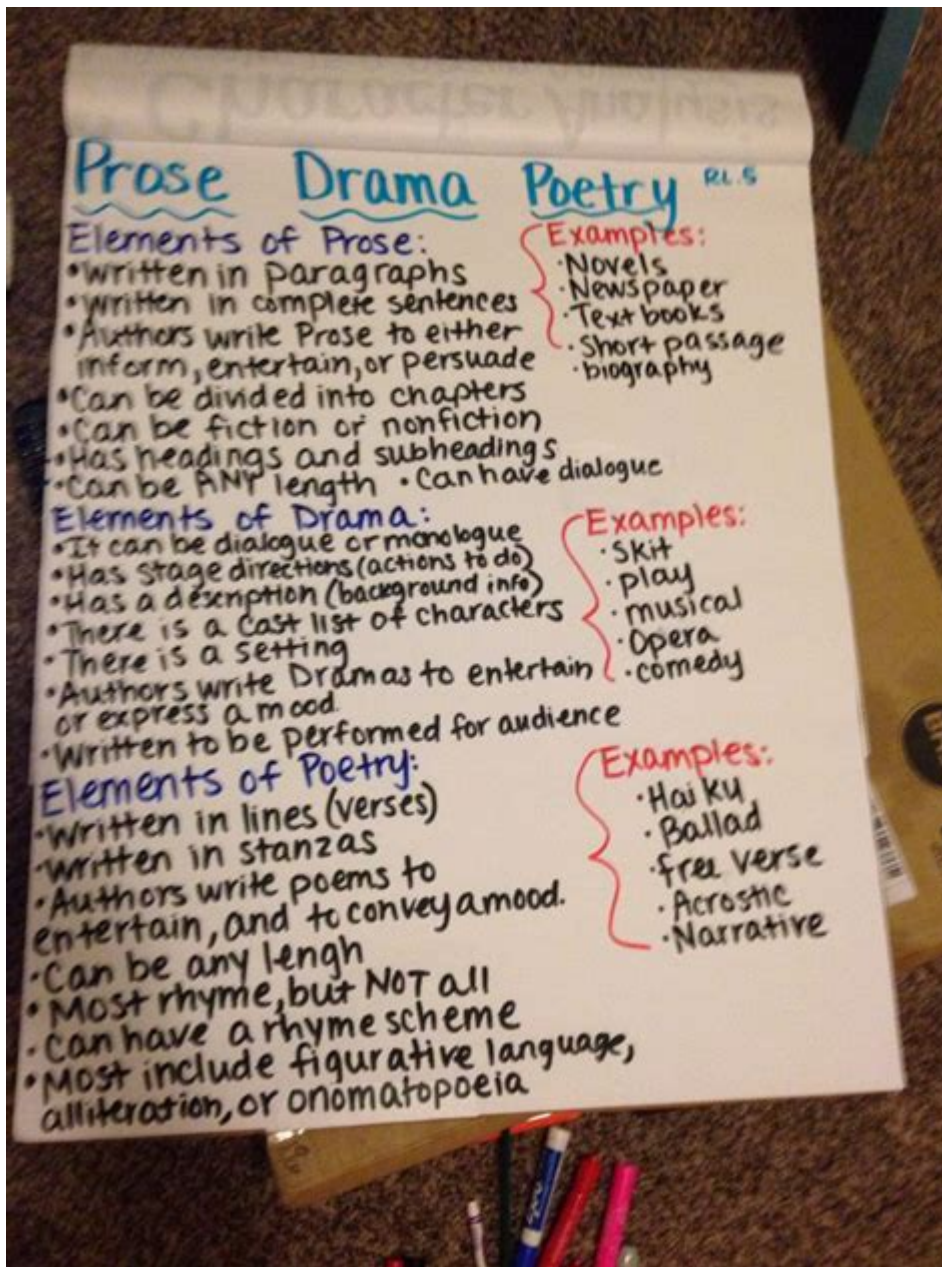 Character Analysis
Prose Drama Poetry RL.5
Elements of Prose:
•Written in paragraphs
•Written in complete sentences
•Authors write Prose to either
inform, entertain, or persuade
•Can be divided into chapters
•Can be fiction or nonfiction
•Has headings and subheadings
•Can be ANY length •Can have dialogue
Examples:
•Novels
•Newspaper
•Textbooks
•Short passage
•biography
Elements of Drama:
•It can be dialogue or monologue
•Has stage directions (actions to do)
•Has a description (background info)
•There is a cast list of characters
•There is a setting
•Authors write Dramas to entertain
or express a mood
•Written to be performed for audience
Examples:
•skit
•play
•musical
•Opera
•comedy
Elements of Poetry:
•Written in lines (verses)
•Written in stanzas
•Authors write poems to
entertain, and to convey a mood.
•Can be any lengh
•Most rhyme, but NOT all
•Can have a rhyme scheme
•Most include figurative language,
alliteration, or onomatopoeia
Examples:
•Haiku
•Ballad
•free verse
•Acrostic
•Narrative